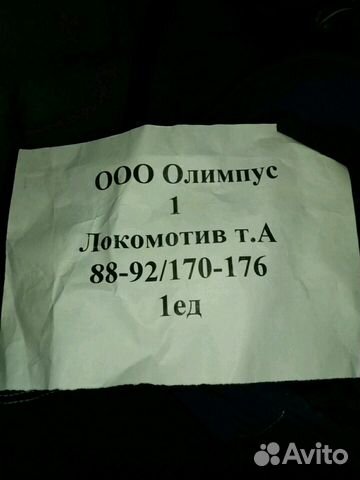 ООО Олимпус
1
Локомотив т.А
88-92/170-176
1ед
Avito